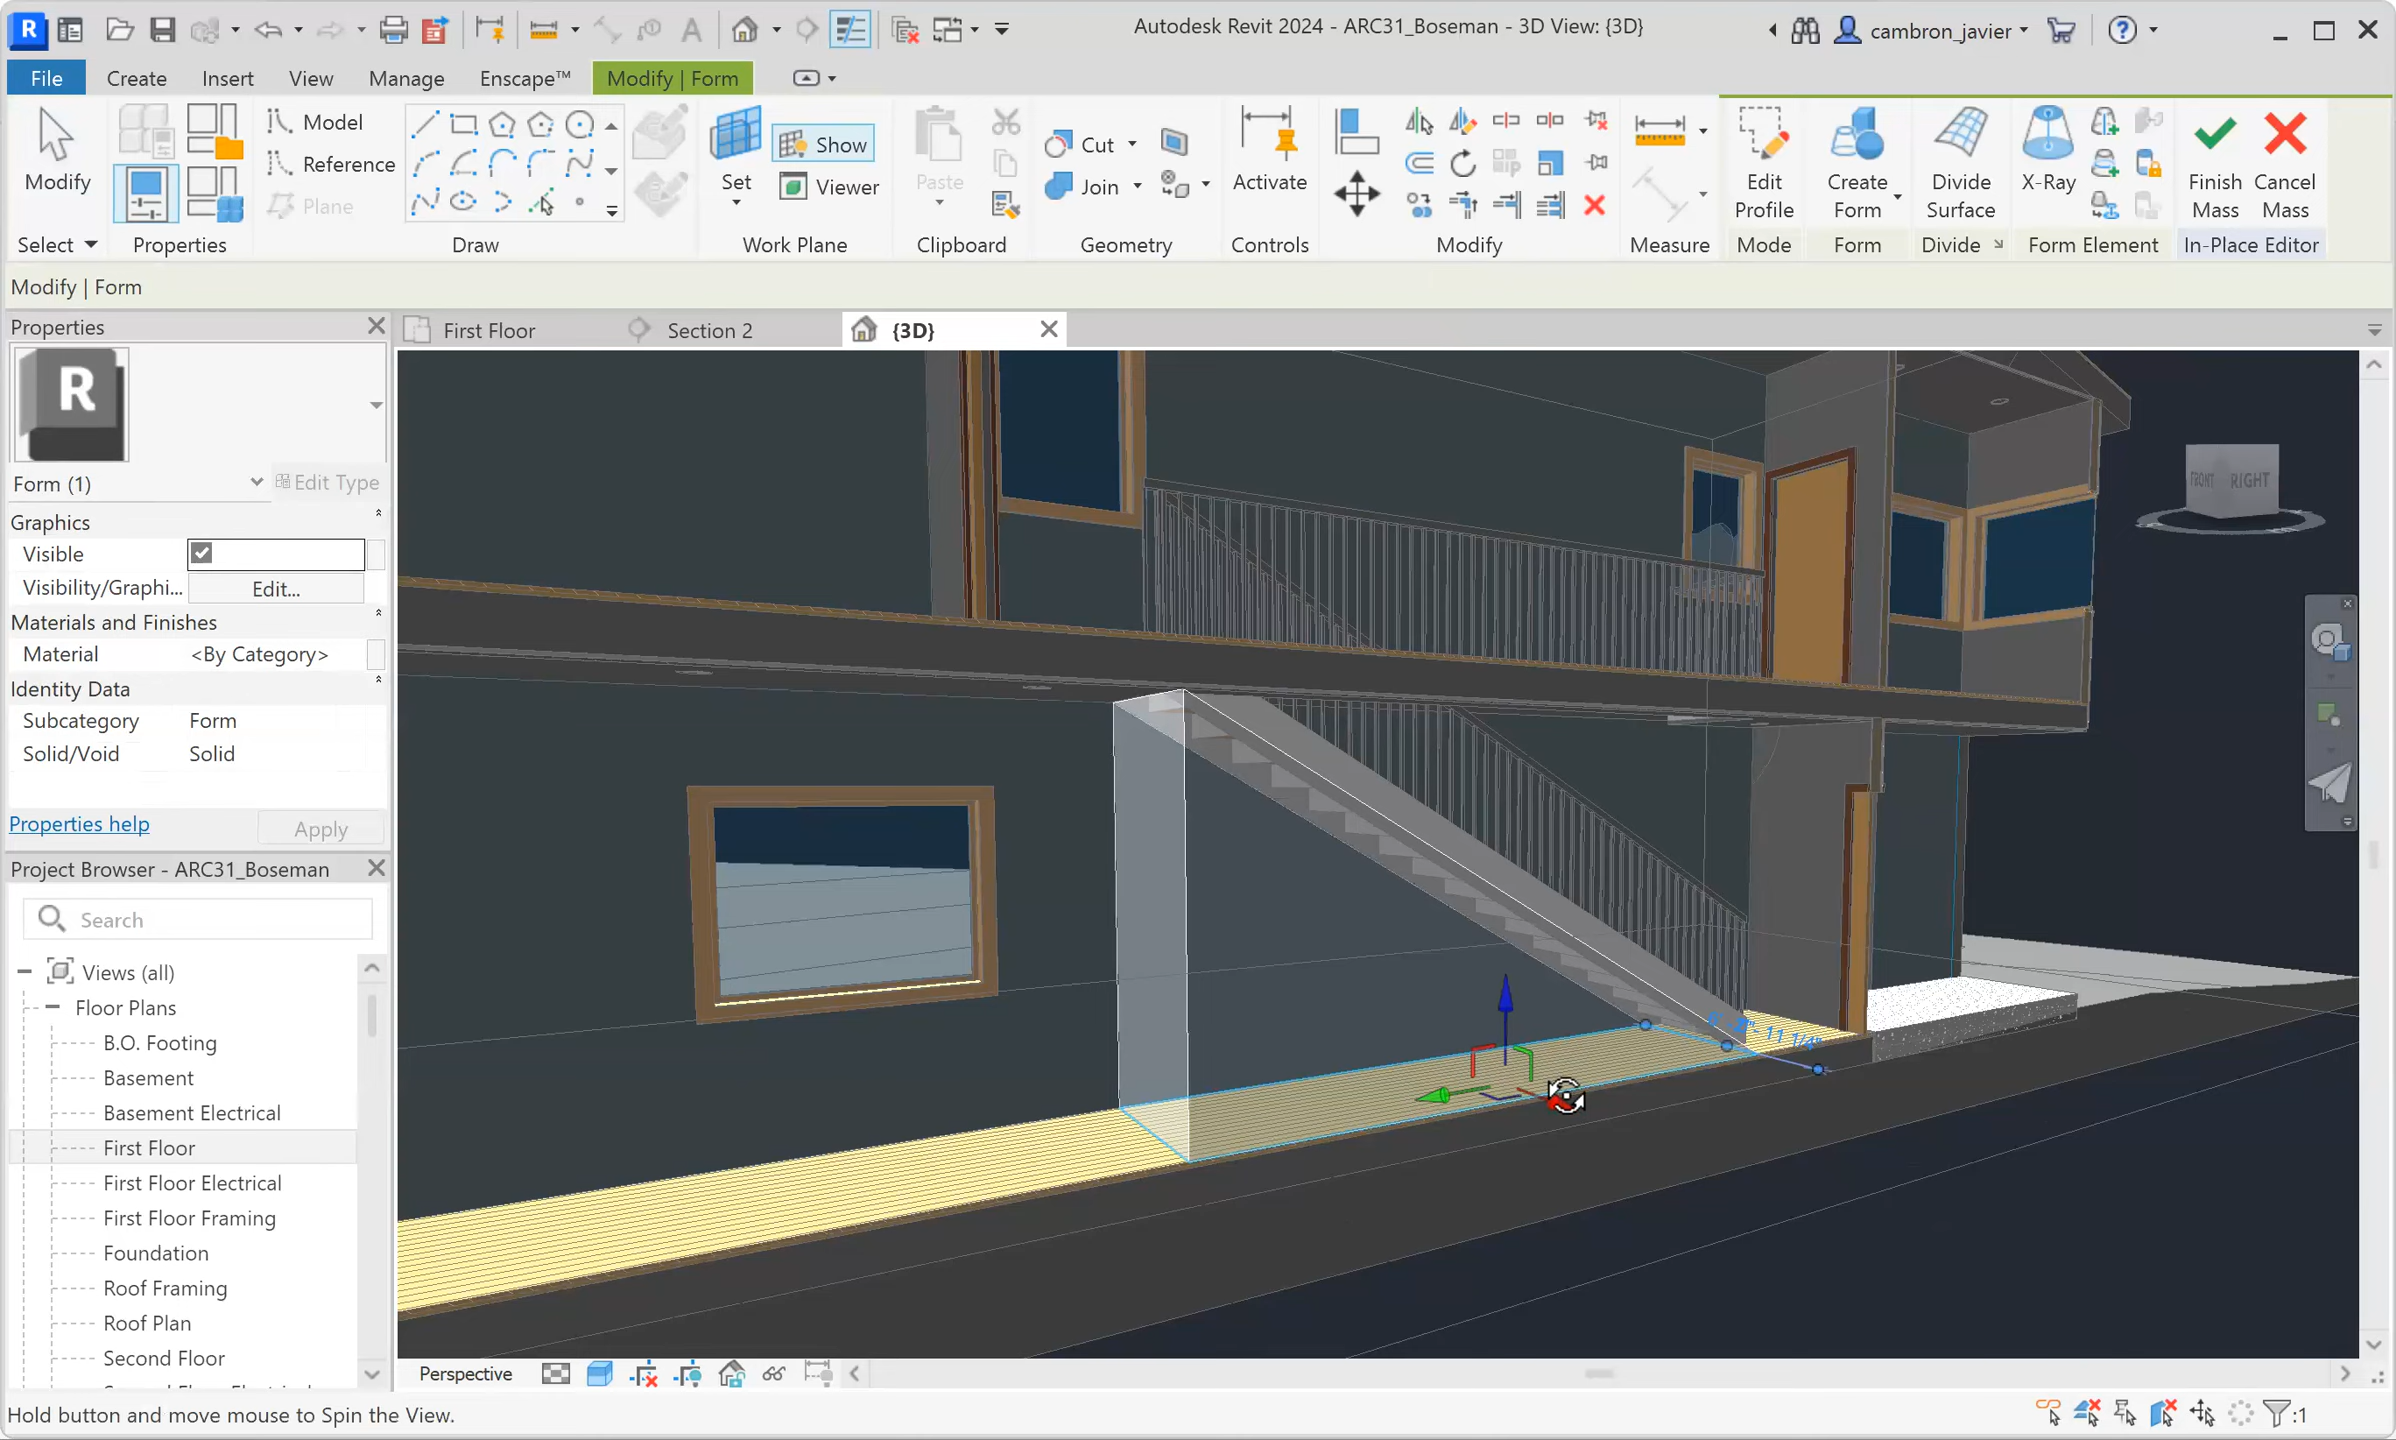 R
Autodesk Revit 2024 - ARC31_Boseman - 3D View: {3D}
cambron_javier
File
Create
Insert
View
Manage
Enscape™
Modify | Form
Modify
Select
Properties
Model
Reference
Plane
Draw
Set
Show
Viewer
Work Plane
Paste
Clipboard
Cut
Join
Geometry
Activate
Controls
Modify
Measure
Edit
Profile
Mode
Create
Form
Form
Divide
Surface
Divide
X-Ray
Form Element
Finish
Mass
Cancel
Mass
In-Place Editor
Modify | Form
Properties
First Floor
Section 2
{3D}
R
Form (1)
Edit Type
Graphics
Visible
Visibility/Graphi...
Edit...
Materials and Finishes
Material
<By Category>
Identity Data
Subcategory
Form
Solid/Void
Solid
Properties help
Apply
Project Browser - ARC31_Boseman
Search
Views (all)
Floor Plans
B.O. Footing
Basement
Basement Electrical
First Floor
First Floor Electrical
First Floor Framing
Foundation
Roof Framing
Roof Plan
Second Floor
FRONT
RIGHT
11 1/4"
Perspective
Hold button and move mouse to Spin the View.
:1